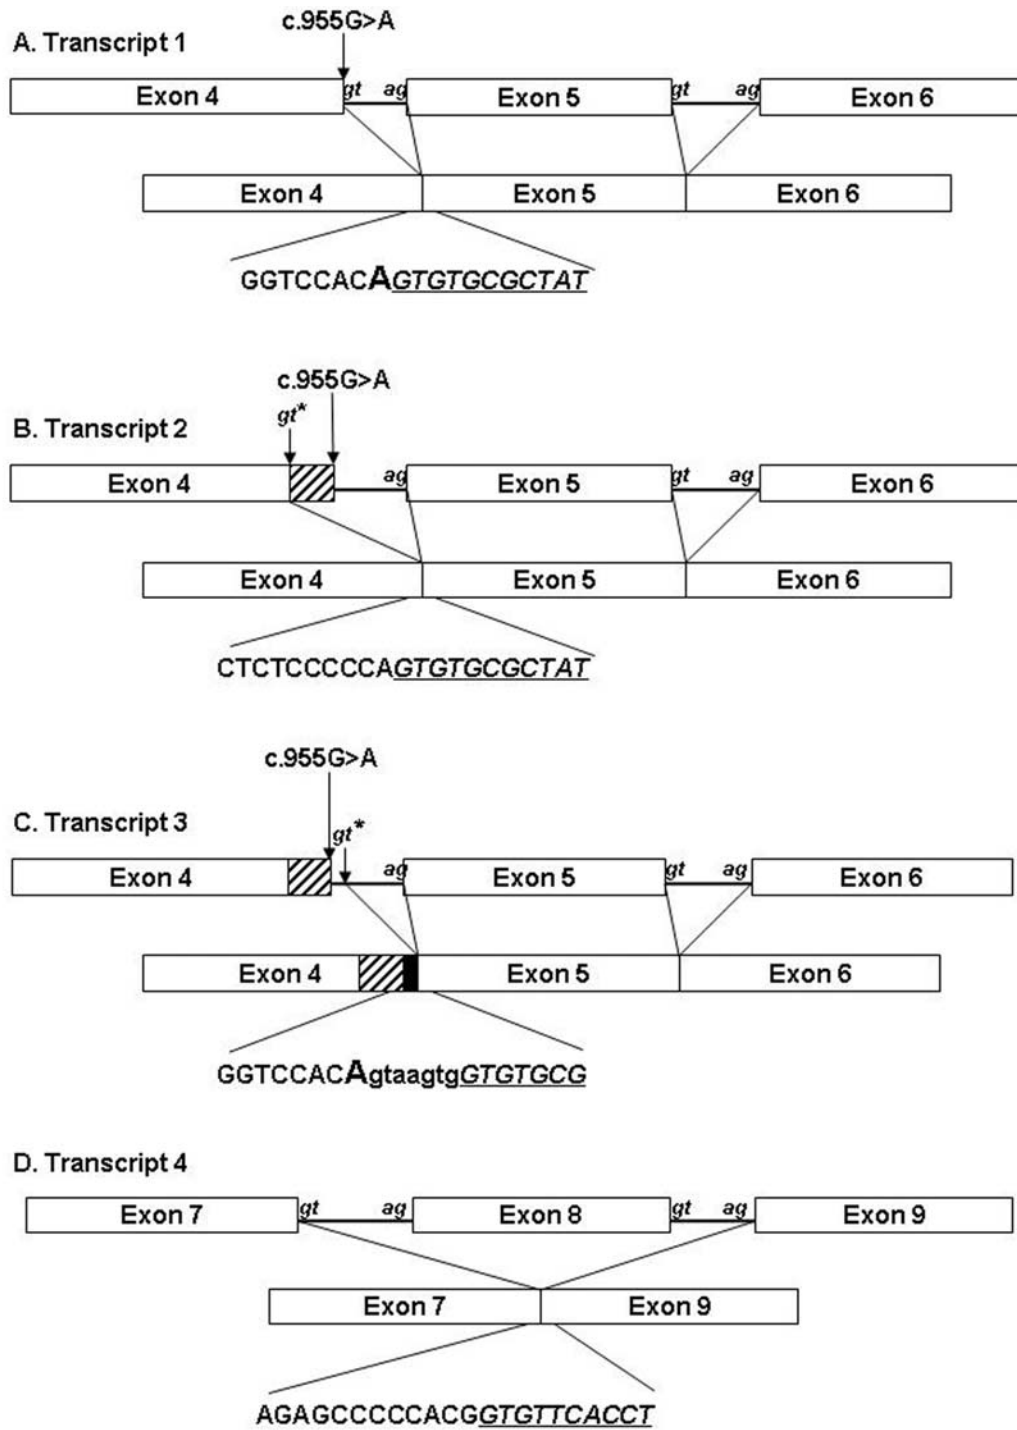 c.955G>A
A. Transcript 1
Exon 4 gt ag Exon 5 gt ag Exon 6
Exon 4 Exon 5 Exon 6
GGTCCACAGTGTGCGCTAT
c.955G>A
gt*
B. Transcript 2
Exon 4 ag Exon 5 gt ag Exon 6
Exon 4 Exon 5 Exon 6
CTCTCCCCCAGTGTGCGCTAT
c.955G>A
C. Transcript 3
gt*
Exon 4 ag Exon 5 gt ag Exon 6
Exon 4 Exon 5 Exon 6
GGTCCACAgtaagtgGTGTGCG
D. Transcript 4
Exon 7 gt ag Exon 8 gt ag Exon 9
Exon 7 Exon 9
AGAGCCCCCACGGTGTTCACCT